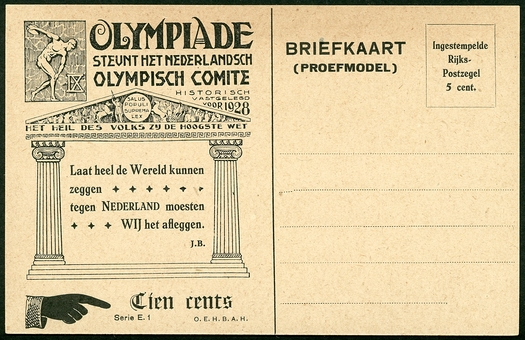 OLYMPIADE
STEUNT HET NEDERLANDSCH
OLYMPISCH COMITE
HISTORISCH
VASTGELEGD
VOOR 1928
IX
SALUS
POPULI
SUPREMA
LEX
HET HEIL DES VOLKS ZY DE HOOGSTE WET
Laat heel de Wereld kunnen
zeggen
tegen NEDERLAND moesten
WIJ het afleggen.
J.B.
Cien cents
Serie E. 1 O. E. H. B. A. H.
BRIEFKAART
(PROEFMODEL)
Ingestempelde
Rijks-
Postzegel
5 cent.